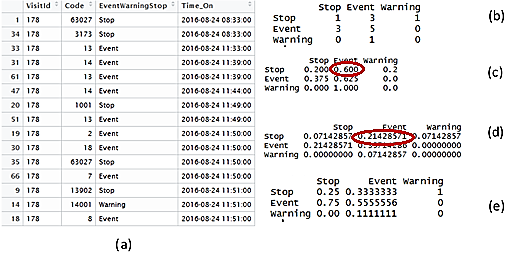 VisitId Code EventWarningStop Time_On
1 178 63027 Stop 2016-08-24 08:33:00
34 178 3173 Stop 2016-08-24 08:33:00
33 178 13 Event 2016-08-24 11:33:00
31 178 14 Event 2016-08-24 11:39:00
61 178 13 Event 2016-08-24 11:39:00
47 178 14 Event 2016-08-24 11:44:00
20 178 1001 Stop 2016-08-24 11:49:00
51 178 13 Event 2016-08-24 11:49:00
19 178 2 Event 2016-08-24 11:50:00
30 178 18 Event 2016-08-24 11:50:00
35 178 63027 Stop 2016-08-24 11:50:00
66 178 7 Event 2016-08-24 11:50:00
9 178 13902 Stop 2016-08-24 11:51:00
14 178 14001 Warning 2016-08-24 11:51:00
18 178 8 Event 2016-08-24 11:51:00
(a)
Stop Event Warning
Stop 1 3 1
Event 3 5 0
Warning 0 1 0
(b)
Stop Event Warning
Stop 0.200 0.600 0.2
Event 0.375 0.625 0.0
Warning 0.000 1.000 0.0
(c)
Stop Event Warning
Stop 0.07142857 0.21428571 0.07142857
Event 0.21428571 0.00000000
Warning 0.00000000 0.07142857 0.00000000
(d)
Stop Event Warning
Stop 0.25 0.3333333 1
Event 0.75 0.5555556 0
Warning 0.00 0.1111111 0
(e)